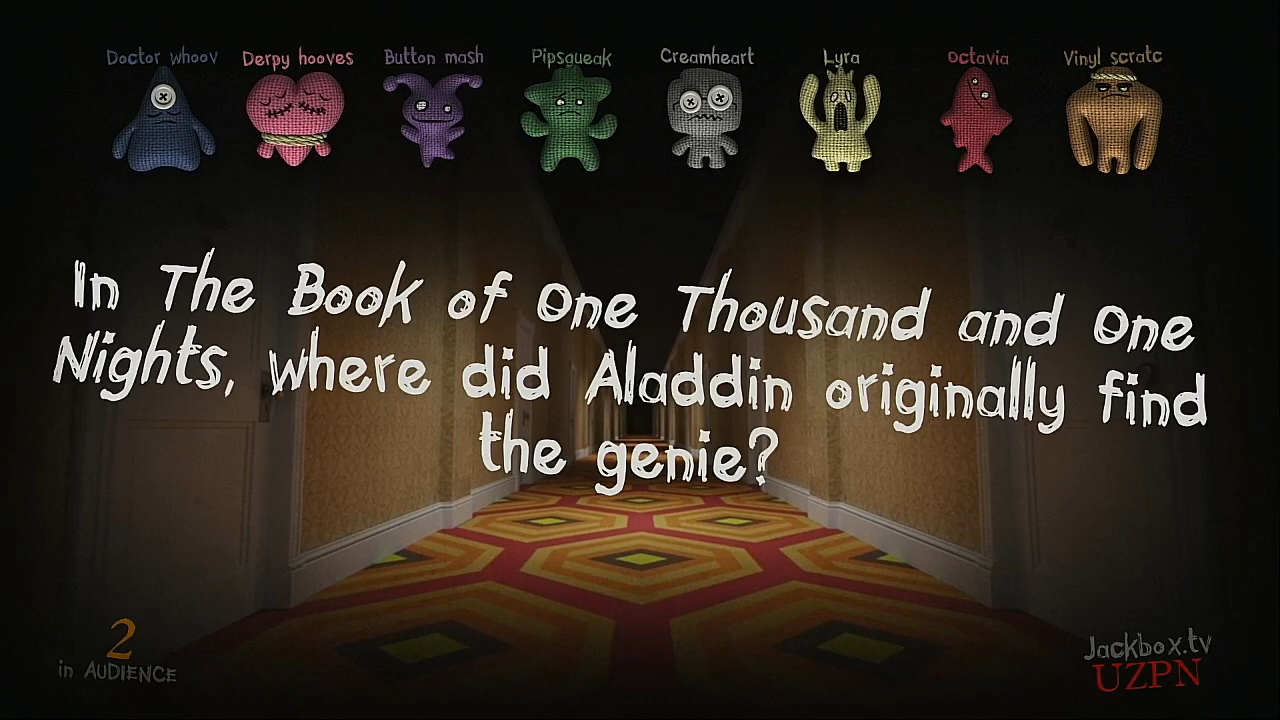 Doctor whoov Derpy hooves Button mash Pipsqueak Creamheart Lyra Octavia Vinyl scratc
In The Book of One Thousand and One
Nights, where did Aladdin originally find
the genie?
2
in AUDIENCE
Jackbox.tv
UZPN